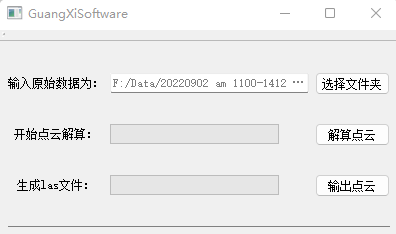 GuangXiSoftware
输入原始数据为： F:/Data/20220902 am 1100-1412 ··· 选择文件夹
开始点云解算： 解算点云
生成las文件： 输出点云